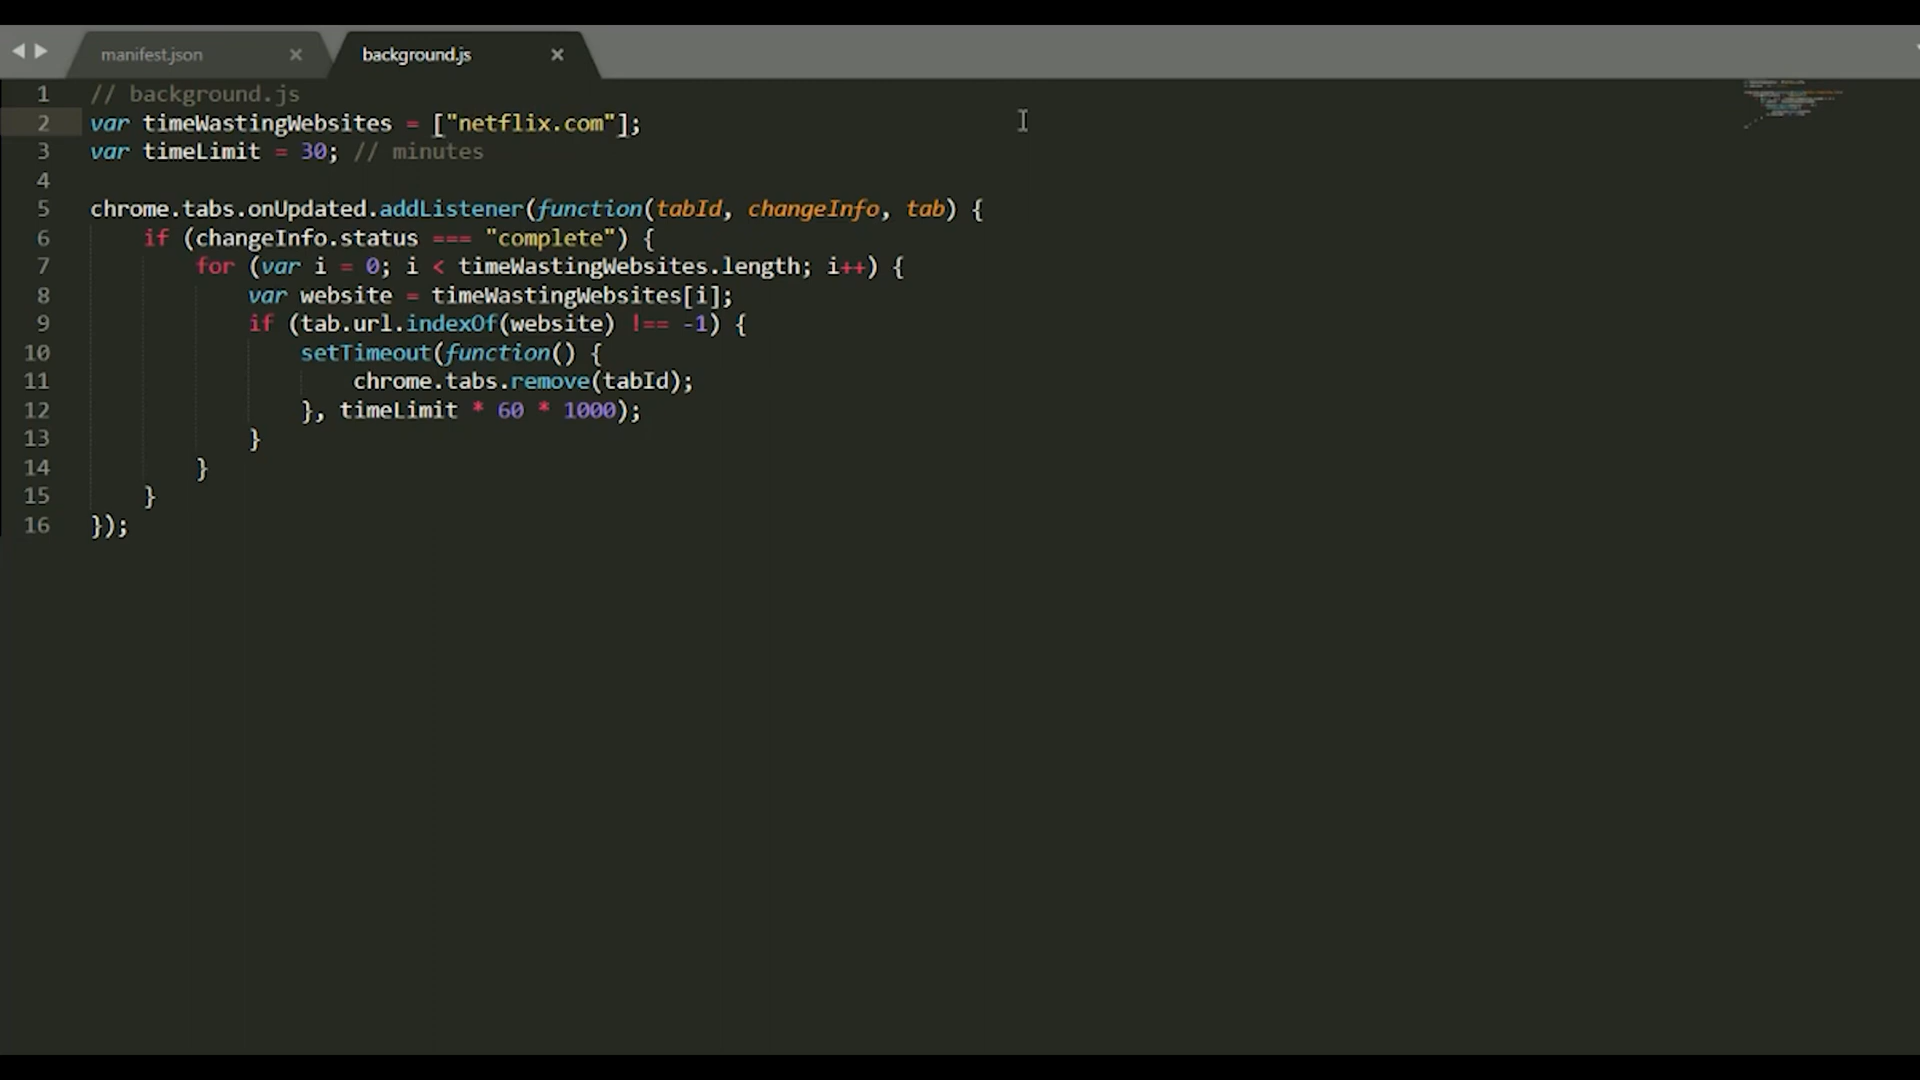 manifest.json
background.js
1 // background.js
2 var timeWastingWebsites = ["netflix.com"];
3 var timeLimit = 30; // minutes
4
5 chrome.tabs.onUpdated.addListener(function(tabId, changeInfo, tab) {
6 if (changeInfo.status === "complete") {
7 for (var i = 0; i < timeWastingWebsites.length; i++) {
8 var website = timeWastingWebsites[i];
9 if (tab.url.indexOf(website) !== -1) {
10 setTimeout(function() {
11 chrome.tabs.remove(tabId);
12 }, timeLimit * 60 * 1000);
13 }
14 }
15 }
16 });